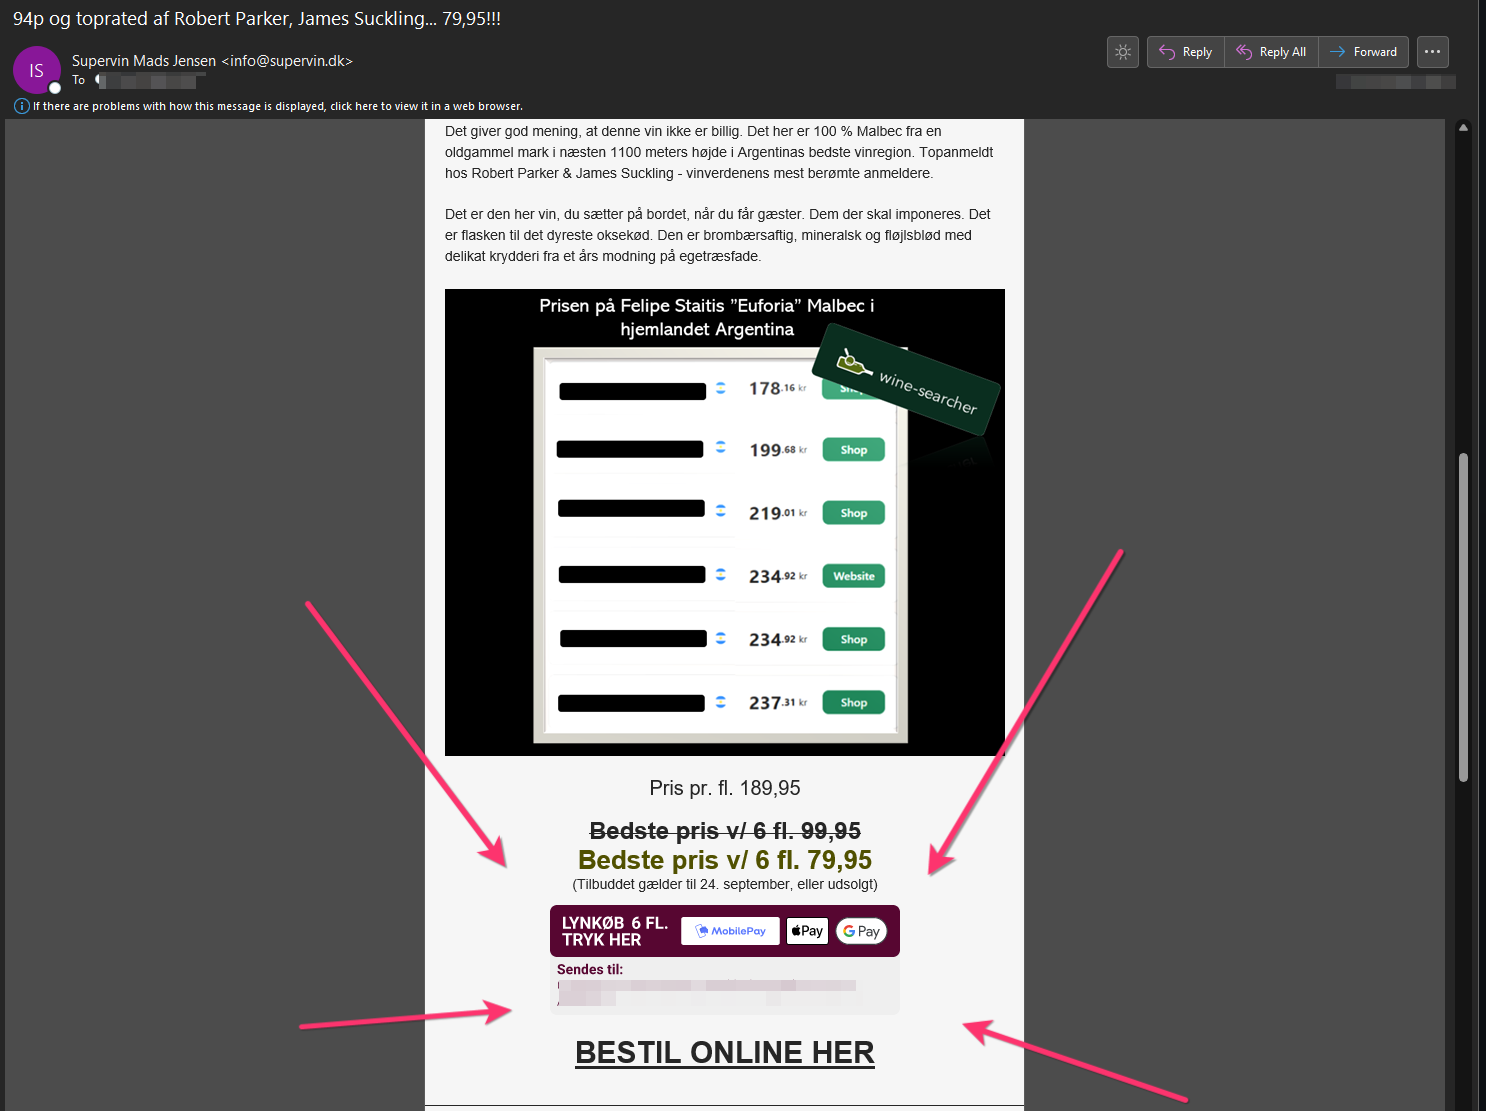 94p og toprated af Robert Parker, James Suckling... 79,95!!!
IS
Supervin Mads Jensen <info@supervin.dk>
To
Reply
Reply All
Forward
If there are problems with how this message is displayed, click here to view it in a web browser.
Det giver god mening, at denne vin ikke er billig. Det her er 100 % Malbec fra en
oldgammel mark i næsten 1100 meters højde i Argentinas bedste vinregion. Topanmeldt
hos Robert Parker & James Suckling - vinverdenens mest berømte anmeldere.
Det er den her vin, du sætter på bordet, når du får gæster. Dem der skal imponeres. Det
er flasken til det dyreste oksekød. Den er brombærsaftig, mineralsk og fløjlsblød med
delikat krydderi fra et års modning på egetræsfade.
Prisen på Felipe Staitis ”Euforia” Malbec i
hjemlandet Argentina
wine-searcher
178.16 kr
199.68 kr Shop
219.01 kr Shop
234.92 kr Website
234.92 kr Shop
237.31 kr Shop
Pris pr. fl. 189,95
Bedste pris v/ 6 fl. 99,95
Bedste pris v/ 6 fl. 79,95
(Tilbuddet gælder til 24. september, eller udsolgt)
LYNKØB 6 FL.
TRYK HER
MobilePay
Pay
G Pay
Sendes til:
BESTIL ONLINE HER